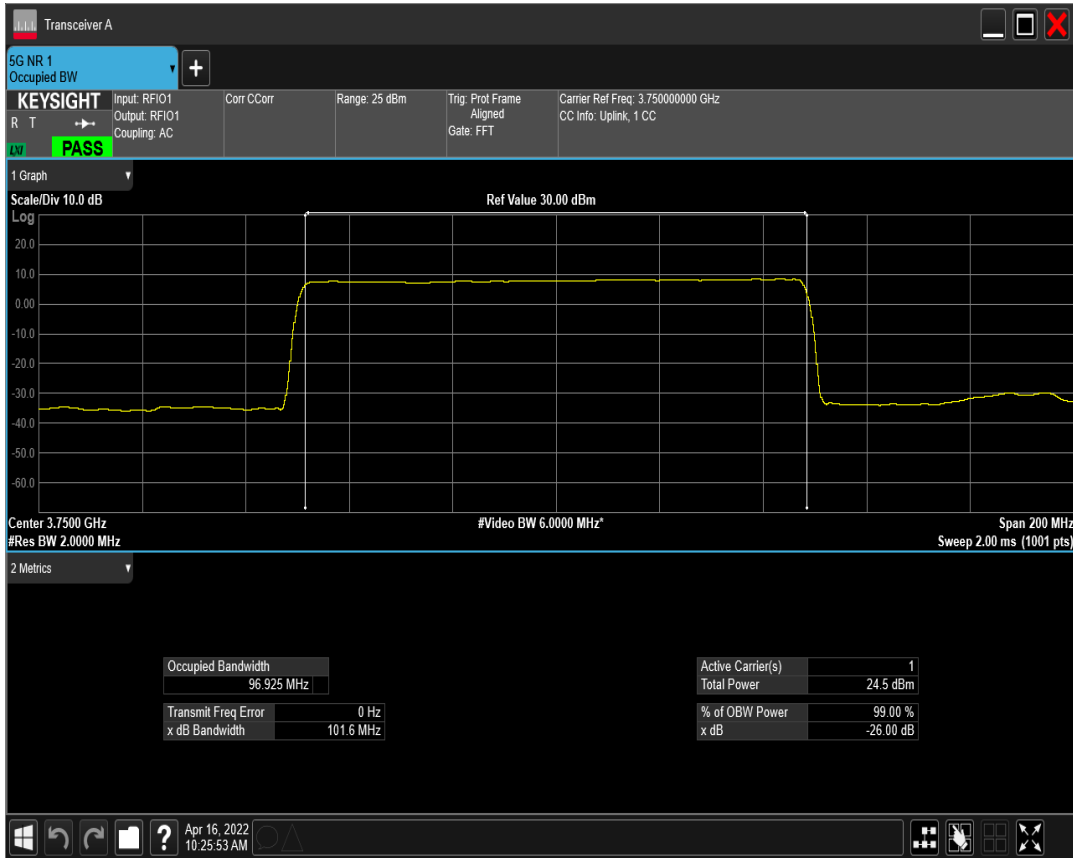 Transceiver A
5G NR 1
Occupied BW
KEYSIGHT
R T
LXI
PASS
Input: RFIO1
Output: RFIO1
Coupling: AC
Corr CCorr
Range: 25 dBm
Trig: Prot Frame
Aligned
Gate: FFT
Carrier Ref Freq: 3.750000000 GHz
CC Info: Uplink, 1 CC
1 Graph
Scale/Div 10.0 dB
Ref Value 30.00 dBm
Log
20.0
10.0
0.00
-10.0
-20.0
-30.0
-40.0
-50.0
-60.0
Center 3.7500 GHz
#Video BW 6.0000 MHz*
Span 200 MHz
#Res BW 2.0000 MHz
Sweep 2.00 ms (1001 pts)
2 Metrics
Occupied Bandwidth
96.925 MHz
Transmit Freq Error 0 Hz
x dB Bandwidth 101.6 MHz
Active Carrier(s) 1
Total Power 24.5 dBm
% of OBW Power 99.00 %
x dB -26.00 dB
?
Apr 16, 2022
10:25:53 AM